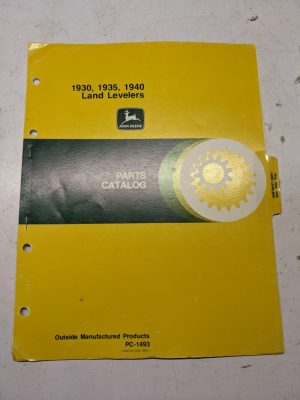 1930, 1935, 1940
Land Levelers
JOHN DEERE
PARTS
CATALOG
Outside Manufactured Products
PC-1493